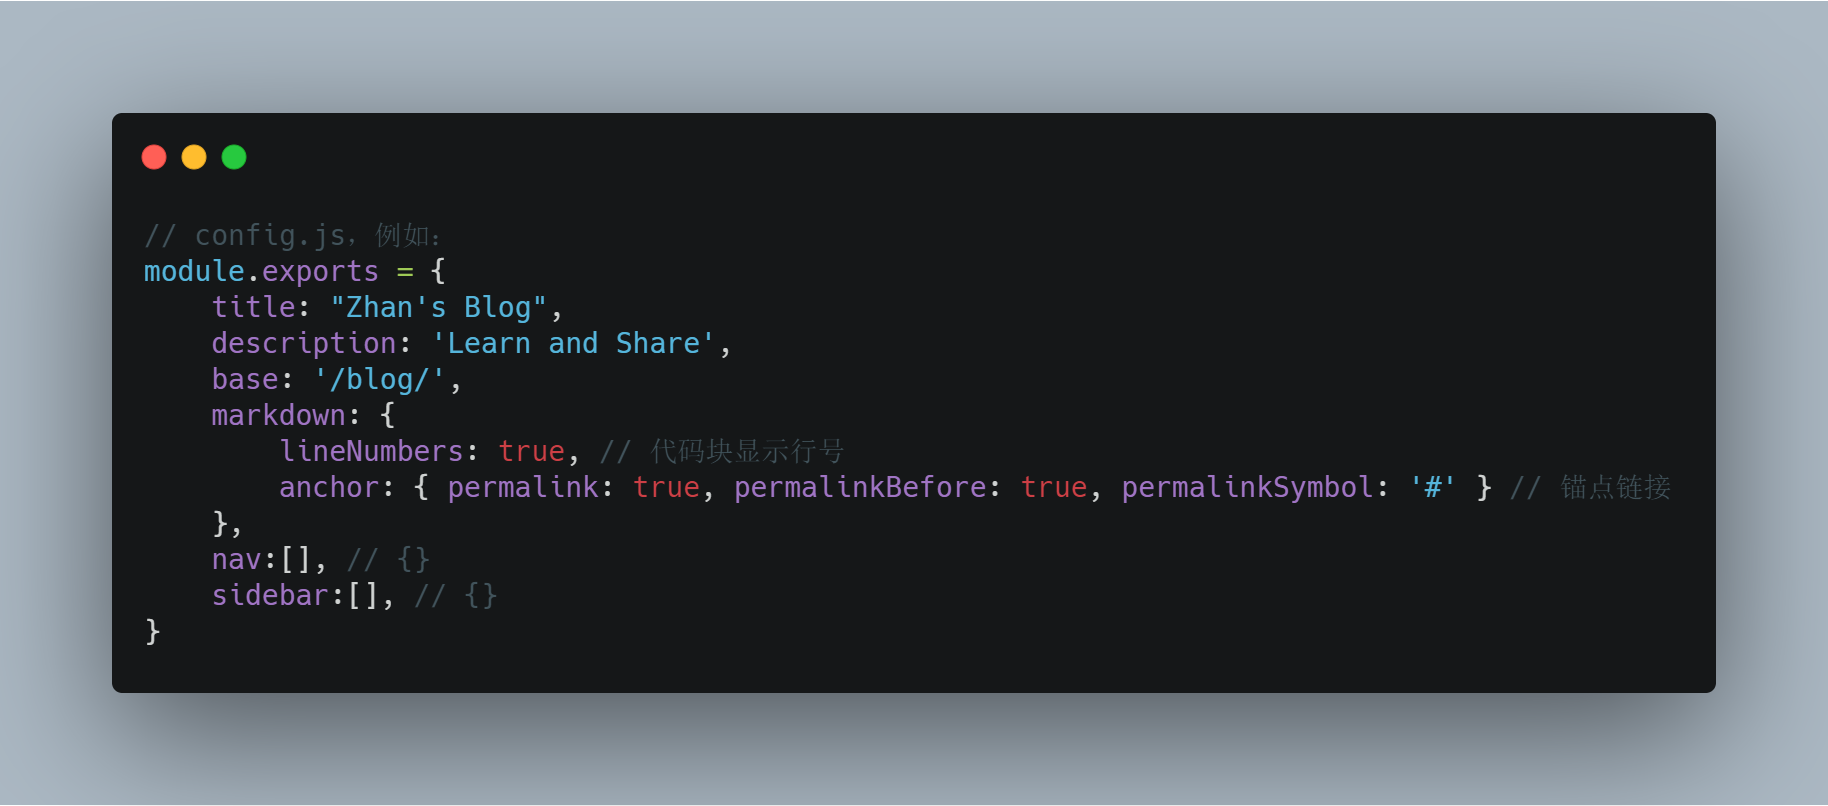 // config.js，例如：
module.exports = {
    title: "Zhan's Blog",
    description: 'Learn and Share',
    base: '/blog/',
    markdown: {
        lineNumbers: true, // 代码块显示行号
        anchor: { permalink: true, permalinkBefore: true, permalinkSymbol: '#' } // 锚点链接
    },
    nav:[], // {}
    sidebar:[], // {}
}